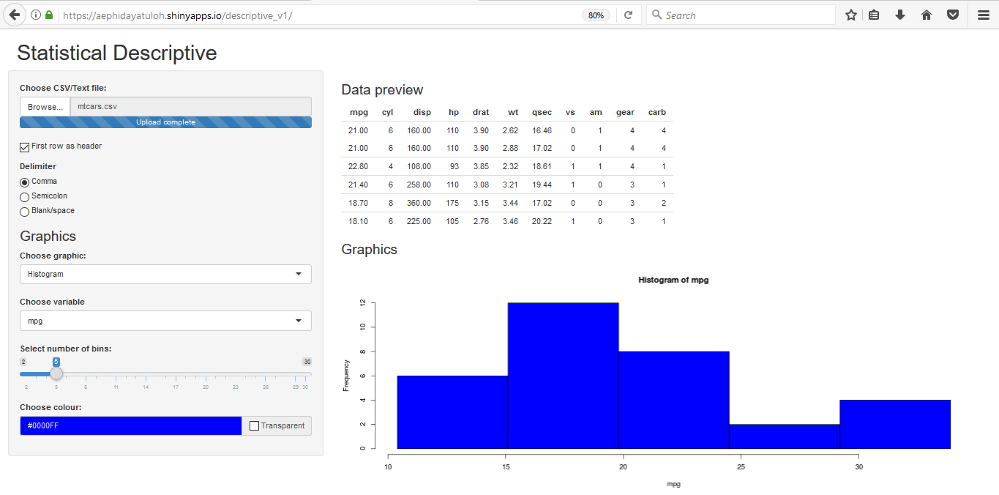 https://aephidayatuloh.shinyapps.io/descriptive_v1/
80%
Search
Statistical Descriptive
Choose CSV/Text file:
Browse... mtcars.csv
Upload complete
First row as header
Delimiter
Comma
Semicolon
Blank/space
Graphics
Choose graphic:
Histogram
Choose variable
mpg
Select number of bins:
2 5 30
2 5 8 11 14 17 20 23 26 29 30
Choose colour:
#0000FF Transparent
Data preview
mpg cyl disp hp drat wt qsec vs am gear carb
21.00 6 160.00 110 3.90 2.62 16.46 0 1 4 4
21.00 6 160.00 110 3.90 2.88 17.02 0 1 4 4
22.80 4 108.00 93 3.85 2.32 18.61 1 1 4 1
21.40 6 258.00 110 3.08 3.21 19.44 1 0 3 1
18.70 8 360.00 175 3.15 3.44 17.02 0 0 3 2
18.10 6 225.00 105 2.76 3.46 20.22 1 0 3 1
Graphics
Histogram of mpg
Frequency
12
10
8
6
4
2
0
10 15 20 25 30
mpg